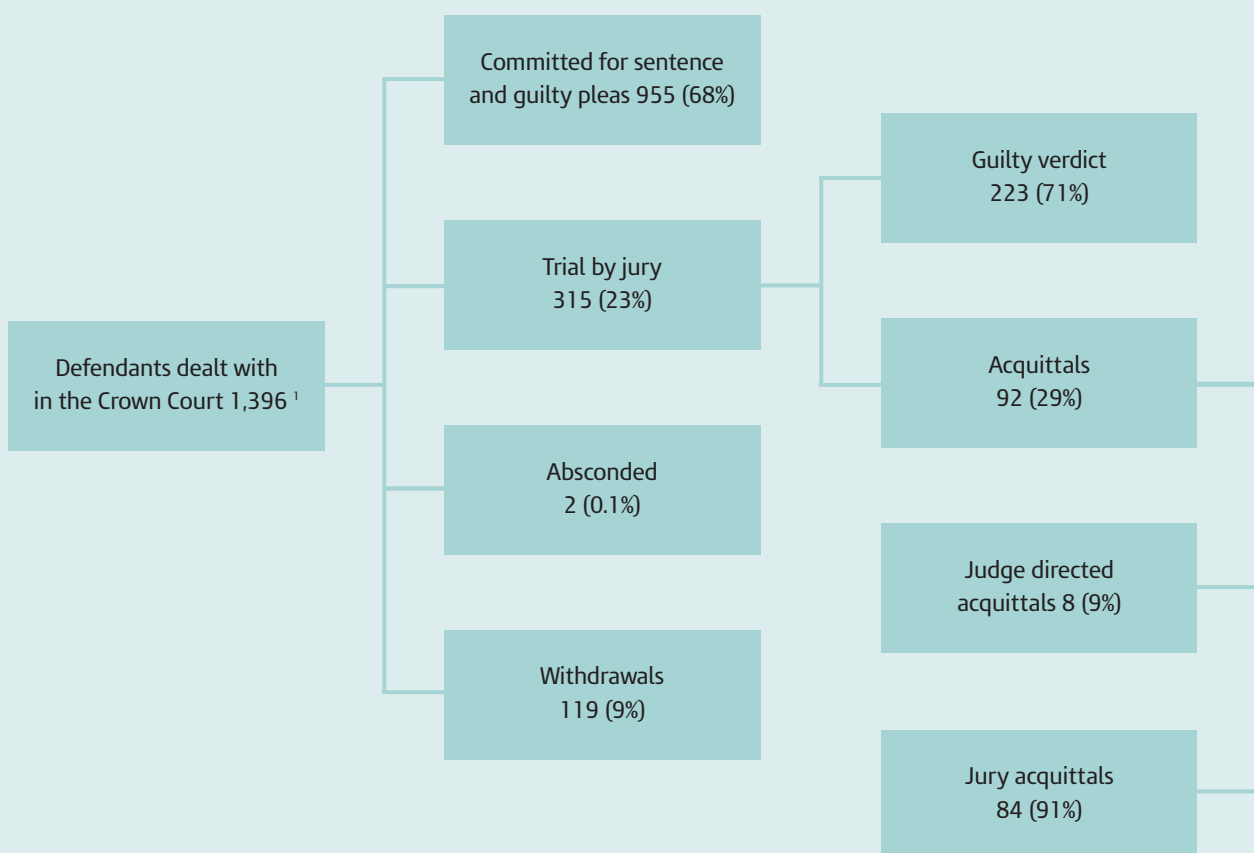 Committed for sentence
and guilty pleas 955 (68%)
Guilty verdict
223 (71%)
Trial by jury
315 (23%)
Defendants dealt with
in the Crown Court 1,396 ¹
Acquittals
92 (29%)
Absconded
2 (0.1%)
Judge directed
acquittals 8 (9%)
Withdrawals
119 (9%)
Jury acquittals
84 (91%)